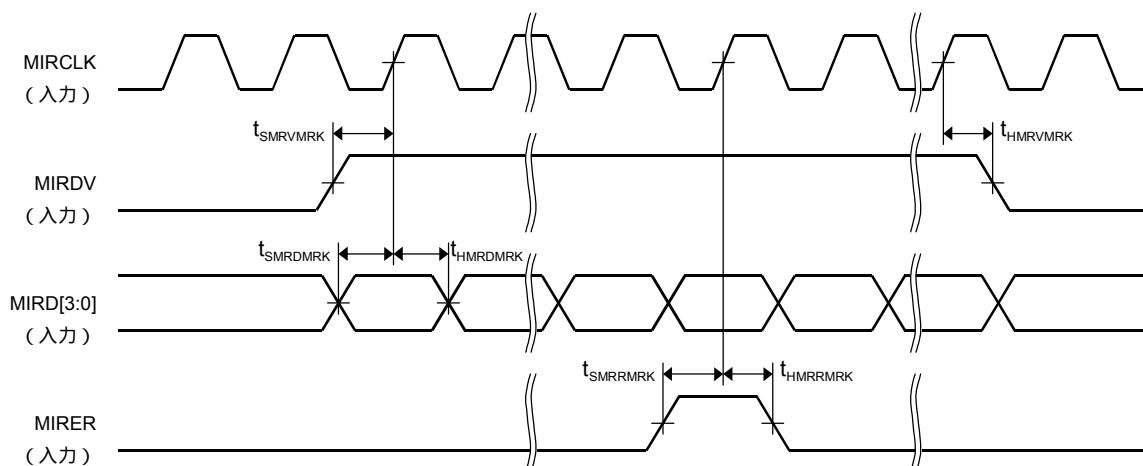 MIRCLK
（入力）
tSMRVMRK
tHMRVMRK
MIRDV
（入力）
tSMRDMRK
tHMRDMRK
MIRD[3:0]
（入力）
tSMRRMRK
tHMRRMRK
MIRER
（入力）